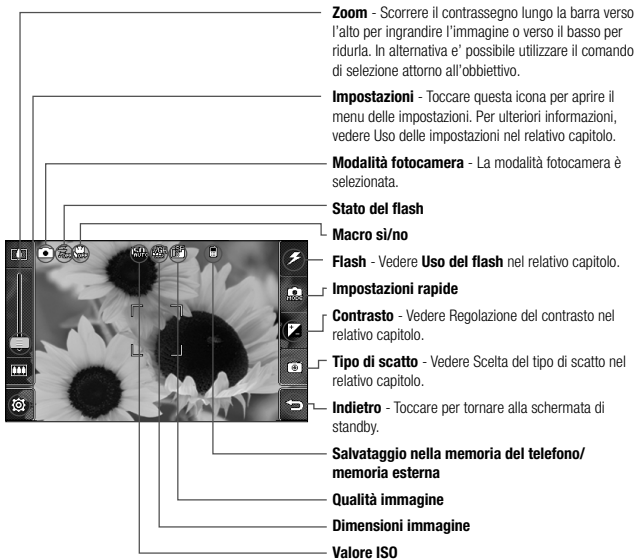 Zoom - Scorrere il contrassegno lungo la barra verso
l'alto per ingrandire l'immagine o verso il basso per
ridurla. In alternativa e' possibile utilizzare il comando
di selezione attorno all'obbiettivo.
Impostazioni - Toccare questa icona per aprire il
menu delle impostazioni. Per ulteriori informazioni,
vedere Uso delle impostazioni nel relativo capitolo.
Modalità fotocamera - La modalità fotocamera è
selezionata.
Stato del flash
Macro sì/no
Flash - Vedere Uso del flash nel relativo capitolo.
Impostazioni rapide
Contrasto - Vedere Regolazione del contrasto nel
relativo capitolo.
Tipo di scatto - Vedere Scelta del tipo di scatto nel
relativo capitolo.
Indietro - Toccare per tornare alla schermata di
standby.
Salvataggio nella memoria del telefono/
memoria esterna
Qualità immagine
Dimensioni immagine
Valore ISO
ISO
AUTO
MODE